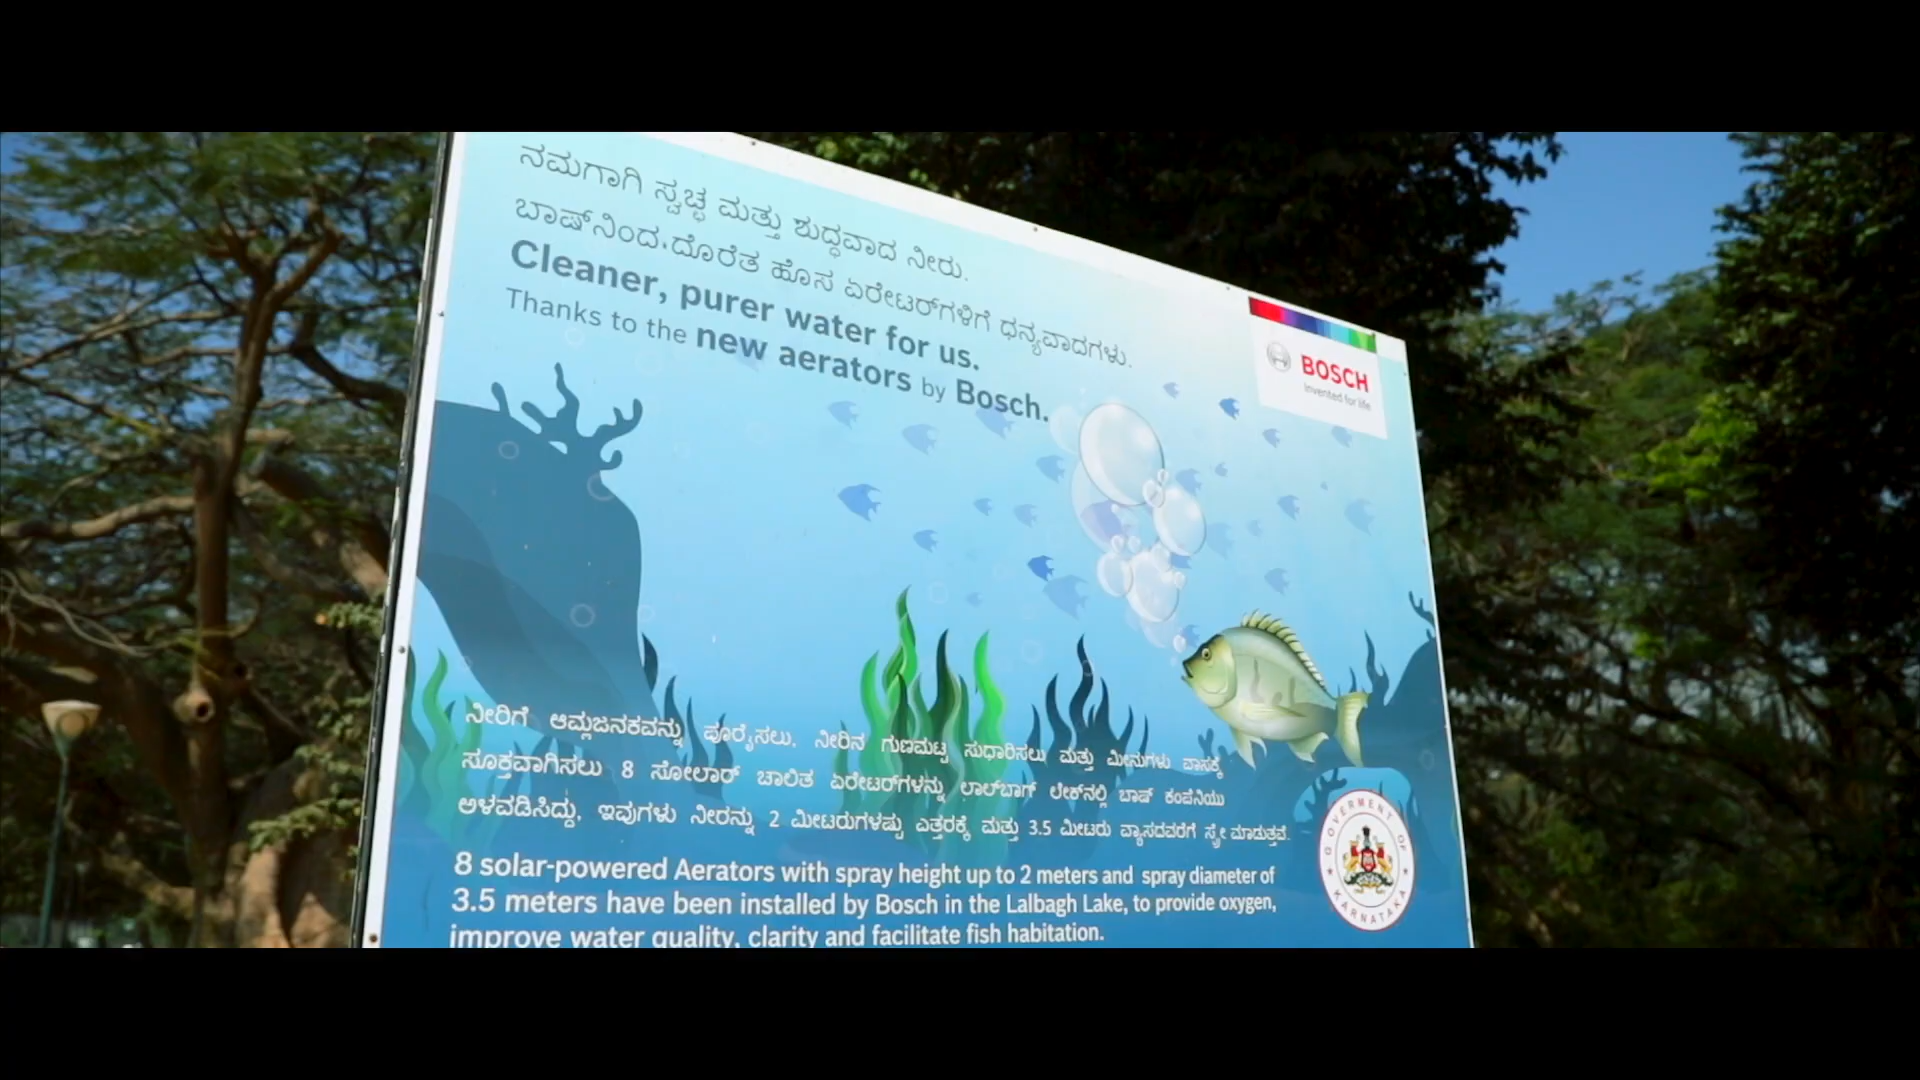 ನಮಗಾಗಿ ಸ್ವಚ್ಛ ಮತ್ತು ಶುದ್ಧವಾದ ನೀರು.
ಬಾಷ್‌ನಿಂದ.ದೊರೆತ ಹೊಸ ಏರೇಟರ್‌ಗಳಿಗೆ ಧನ್ಯವಾದಗಳು.
Cleaner, purer water for us.
Thanks to the new aerators by Bosch.
BOSCH
Invented for life
ನೀರಿಗೆ ಆಮ್ಲಜನಕವನ್ನು ಪೂರೈಸಲು, ನೀರಿನ ಗುಣಮಟ್ಟ ಸುಧಾರಿಸಲು ಮತ್ತು ಮೀನುಗಳು ವಾಸಕ್ಕೆ
ಸೂಕ್ತವಾಗಿಸಲು 8 ಸೋಲಾರ್ ಚಾಲಿತ ಏರೇಟರ್‌ಗಳನ್ನು ಲಾಲ್‌ಬಾಗ್ ಲೇಕ್‌ನಲ್ಲಿ ಬಾಷ್ ಕಂಪೆನಿಯು
ಅಳವಡಿಸಿದ್ದು, ಇವುಗಳು ನೀರನ್ನು 2 ಮೀಟರುಗಳಷ್ಟು ಎತ್ತರಕ್ಕೆ ಮತ್ತು 3.5 ಮೀಟರು ವ್ಯಾಸದವರೆಗೆ ಸ್ಪ್ರೇ ಮಾಡುತ್ತವೆ.
8 solar-powered Aerators with spray height up to 2 meters and spray diameter of
3.5 meters have been installed by Bosch in the Lalbagh Lake, to provide oxygen,
improve water quality, clarity and facilitate fish habitation.
GOVERMENT OF
KARNATAKA